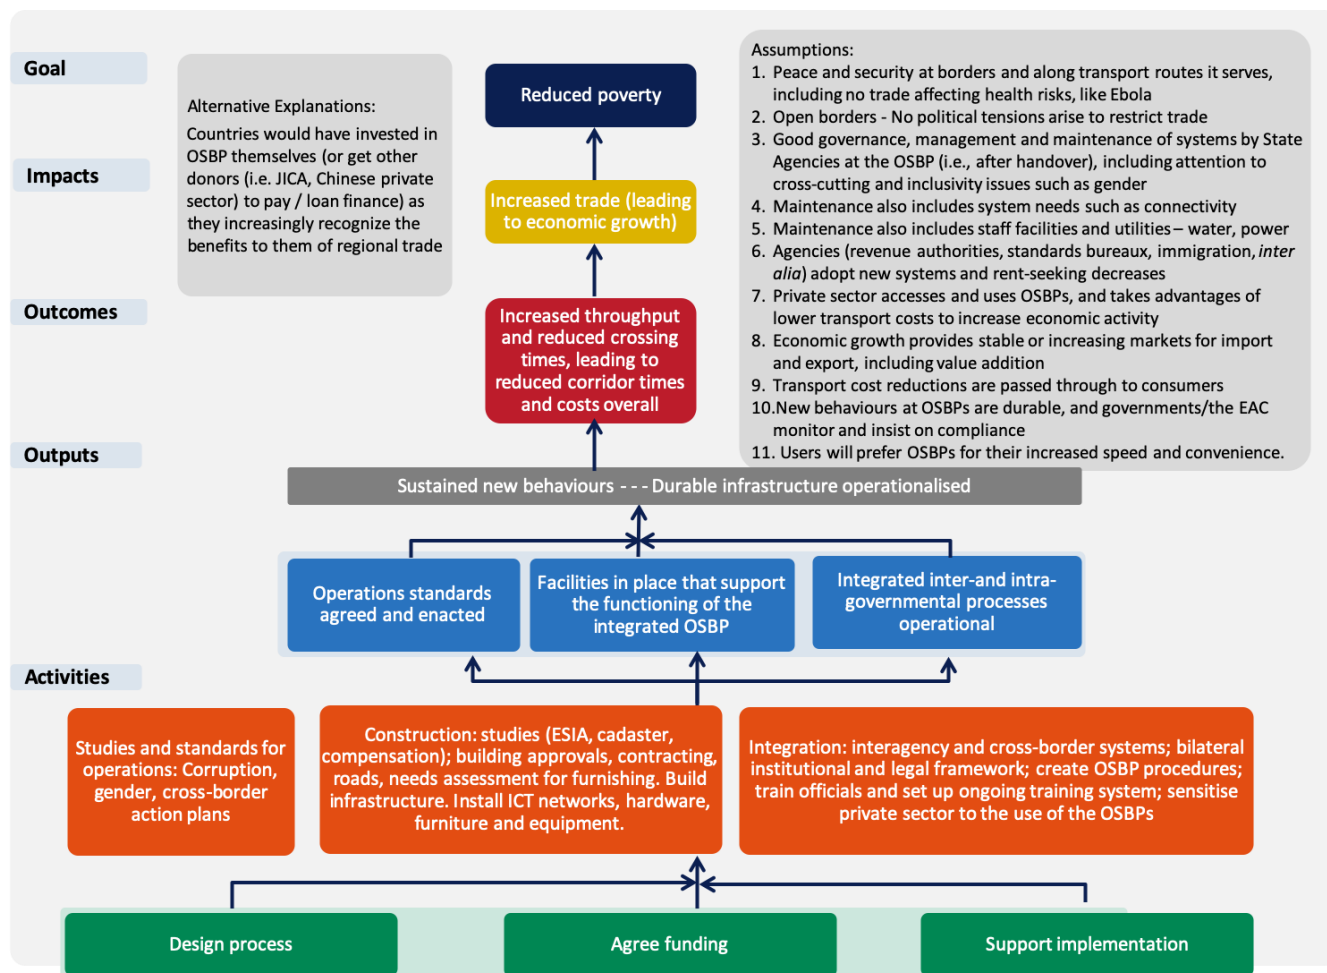 Goal
Impacts
Outcomes
Outputs
Activities
Alternative Explanations:
Countries would have invested in
OSBP themselves (or get other
donors (i.e. JICA, Chinese private
sector) to pay / loan finance) as
they increasingly recognize the
benefits to them of regional trade
Reduced poverty
Increased trade (leading
to economic growth)
Increased throughput
and reduced crossing
times, leading to
reduced corridor times
and costs overall
Assumptions:
1. Peace and security at borders and along transport routes it serves,
including no trade affecting health risks, like Ebola
2. Open borders - No political tensions arise to restrict trade
3. Good governance, management and maintenance of systems by State
Agencies at the OSBP (i.e., after handover), including attention to
cross-cutting and inclusivity issues such as gender
4. Maintenance also includes system needs such as connectivity
5. Maintenance also includes staff facilities and utilities – water, power
6. Agencies (revenue authorities, standards bureaux, immigration, inter
alia) adopt new systems and rent-seeking decreases
7. Private sector accesses and uses OSBPs, and takes advantages of
lower transport costs to increase economic activity
8. Economic growth provides stable or increasing markets for import
and export, including value addition
9. Transport cost reductions are passed through to consumers
10.New behaviours at OSBPs are durable, and governments/the EAC
monitor and insist on compliance
11. Users will prefer OSBPs for their increased speed and convenience.
Sustained new behaviours - - - Durable infrastructure operationalised
Operations standards
agreed and enacted
Facilities in place that support
the functioning of the
integrated OSBP
Integrated inter-and intra-
governmental processes
operational
Studies and standards for
operations: Corruption,
gender, cross-border
action plans
Construction: studies (ESIA, cadaster,
compensation); building approvals, contracting,
roads, needs assessment for furnishing. Build
infrastructure. Install ICT networks, hardware,
furniture and equipment.
Integration: interagency and cross-border systems; bilateral
institutional and legal framework; create OSBP procedures;
train officials and set up ongoing training system; sensitise
private sector to the use of the OSBPs
Design process
Agree funding
Support implementation